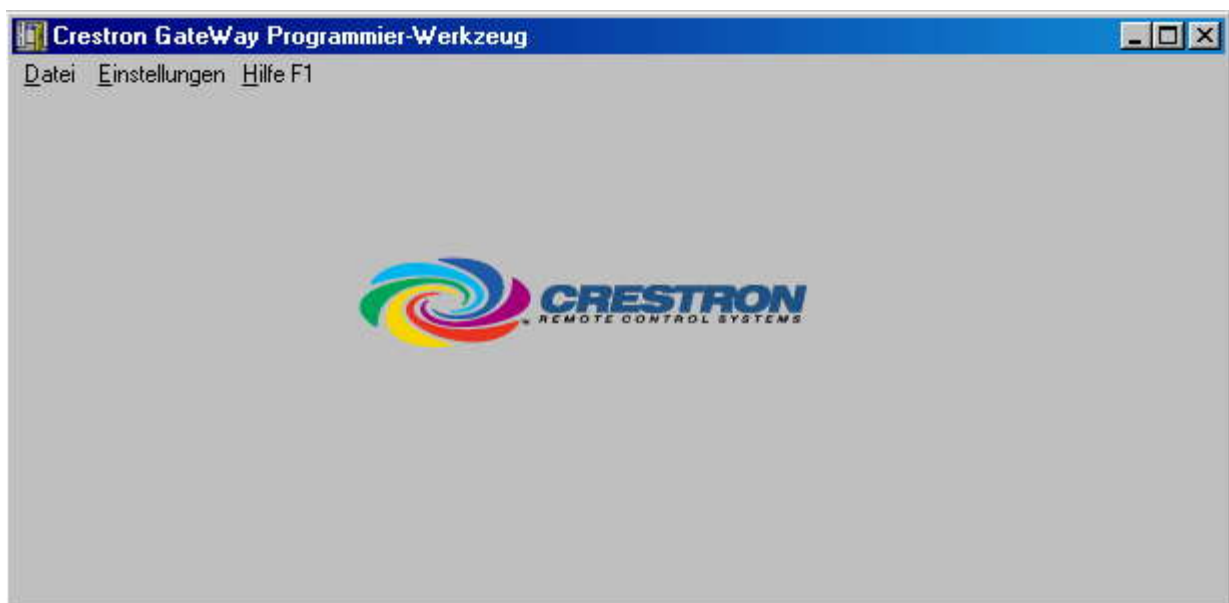 Crestron GateWay Programmier-Werkzeug
Datei Einstellungen Hilfe F1
CRESTRON
REMOTE CONTROL SYSTEMS